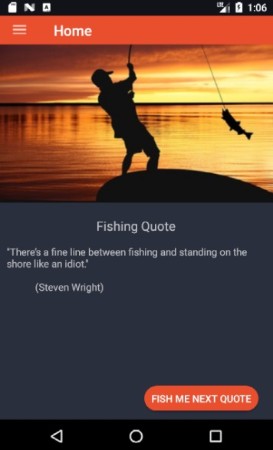 1:06
Home
Fishing Quote
"There's a fine line between fishing and standing on the
shore like an idiot."
(Steven Wright)
FISH ME NEXT QUOTE